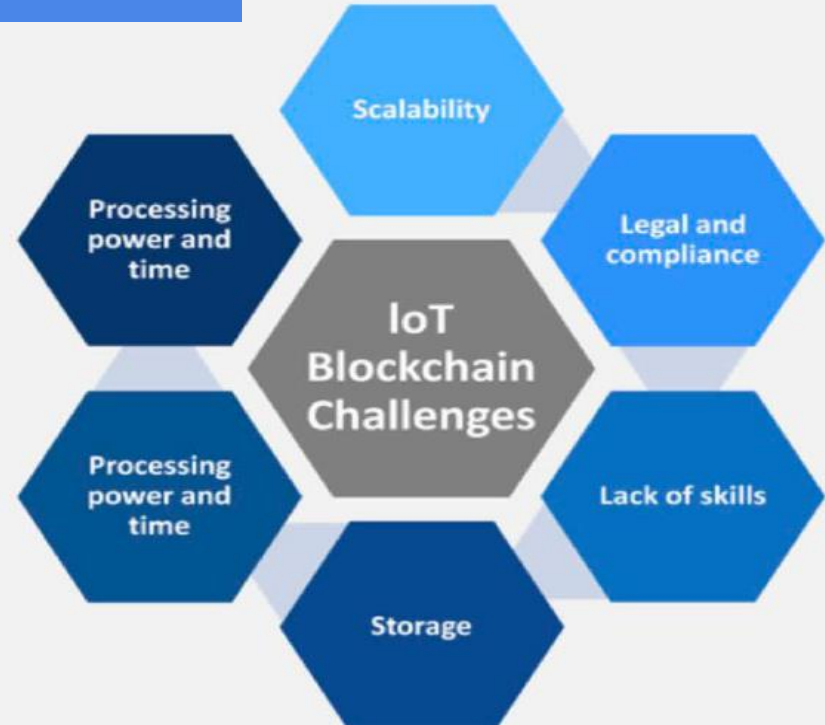 Scalability
Legal and
compliance
Lack of skills
Storage
Processing
power and
time
Processing
power and
time
IoT
Blockchain
Challenges